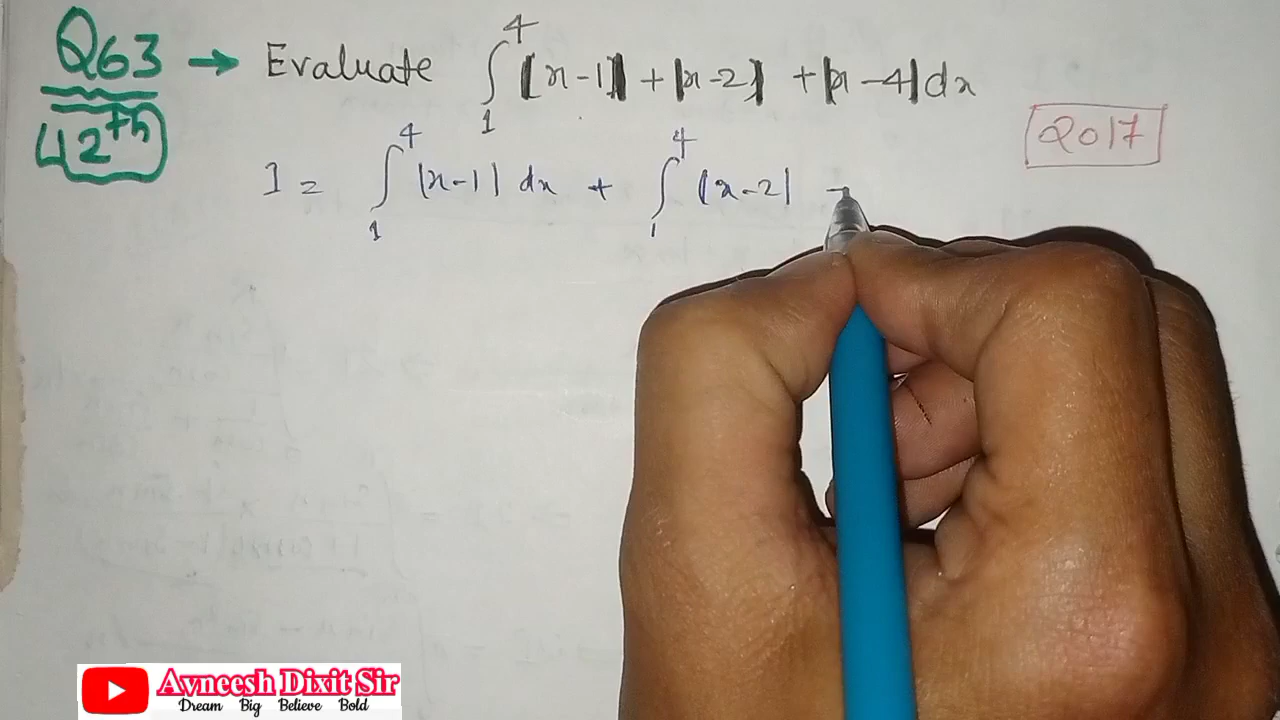 Q63 → Evaluate ∫₁⁴ |x-1| + |x-2| + |x-4| dx
42th
2017
I = ∫₁⁴ |x-1| dx + ∫₁⁴ |x-2|
Avneesh Dixit Sir
Dream Big Believe Bold